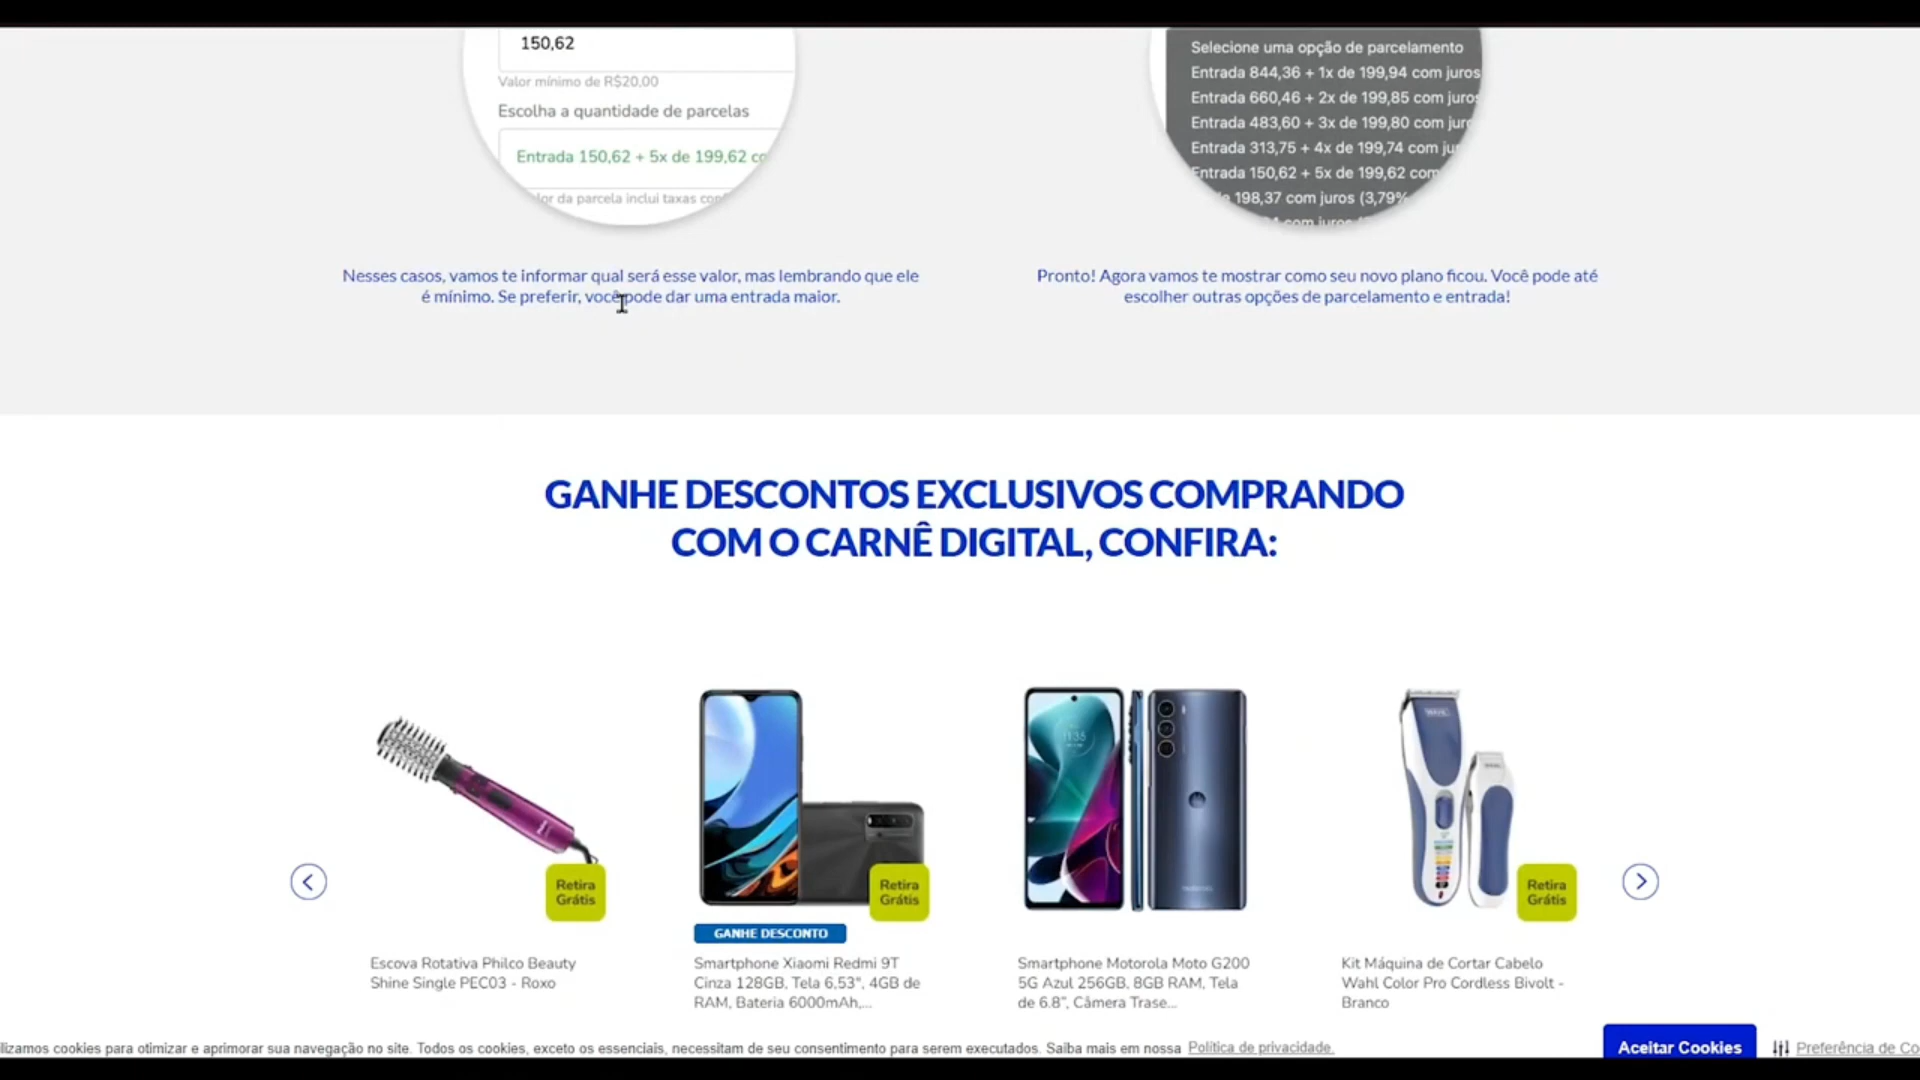 150,62
Valor mínimo de R$20,00
Escolha a quantidade de parcelas
Entrada 150,62 + 5x de 199,62
da parcela inclui taxas
Selecione uma opção de parcelamento
Entrada 844,36 + 1x de 199,94 com juros
Entrada 660,46 + 2x de 199,85 com juros
Entrada 483,60 + 3x de 199,80 com
Entrada 313,75 + 4x de 199,74 com
Entrada 150,62 + 5x de 199,62 com
198,37 com juros (3,79%
com juros
Nesses casos, vamos te informar qual será esse valor, mas lembrando que ele
é mínimo. Se preferir, você pode dar uma entrada maior.
Pronto! Agora vamos te mostrar como seu novo plano ficou. Você pode até
escolher outras opções de parcelamento e entrada!
GANHE DESCONTOS EXCLUSIVOS COMPRANDO
COM O CARNÊ DIGITAL, CONFIRA:
Retira
Grátis
Retira
Grátis
Retira
Grátis
GANHE DESCONTO
Escova Rotativa Philco Beauty
Shine Single PEC03 - Roxo
Smartphone Xiaomi Redmi 9T
Cinza 128GB, Tela 6,53", 4GB de
RAM, Bateria 6000mAh,...
Smartphone Motorola Moto G200
5G Azul 256GB, 8GB RAM, Tela
de 6.8”, Câmera Trase...
Kit Máquina de Cortar Cabelo
Wahl Color Pro Cordless Bivolt -
Branco
lizamos cookies para otimizar e aprimorar sua navegação no site. Todos os cookies, exceto os essenciais, necessitam de seu consentimento para serem executados. Saiba mais em nossa Política de privacidade.
Aceitar Cookies
Preferência de Co